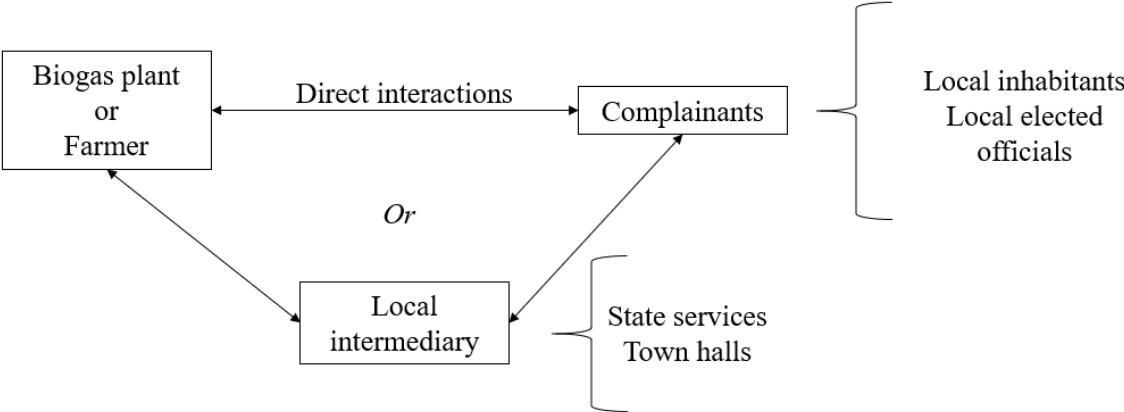 Biogas plant
or
Farmer
Direct interactions
Complainants
Local inhabitants
Local elected
officials
Or
Local
intermediary
State services
Town halls